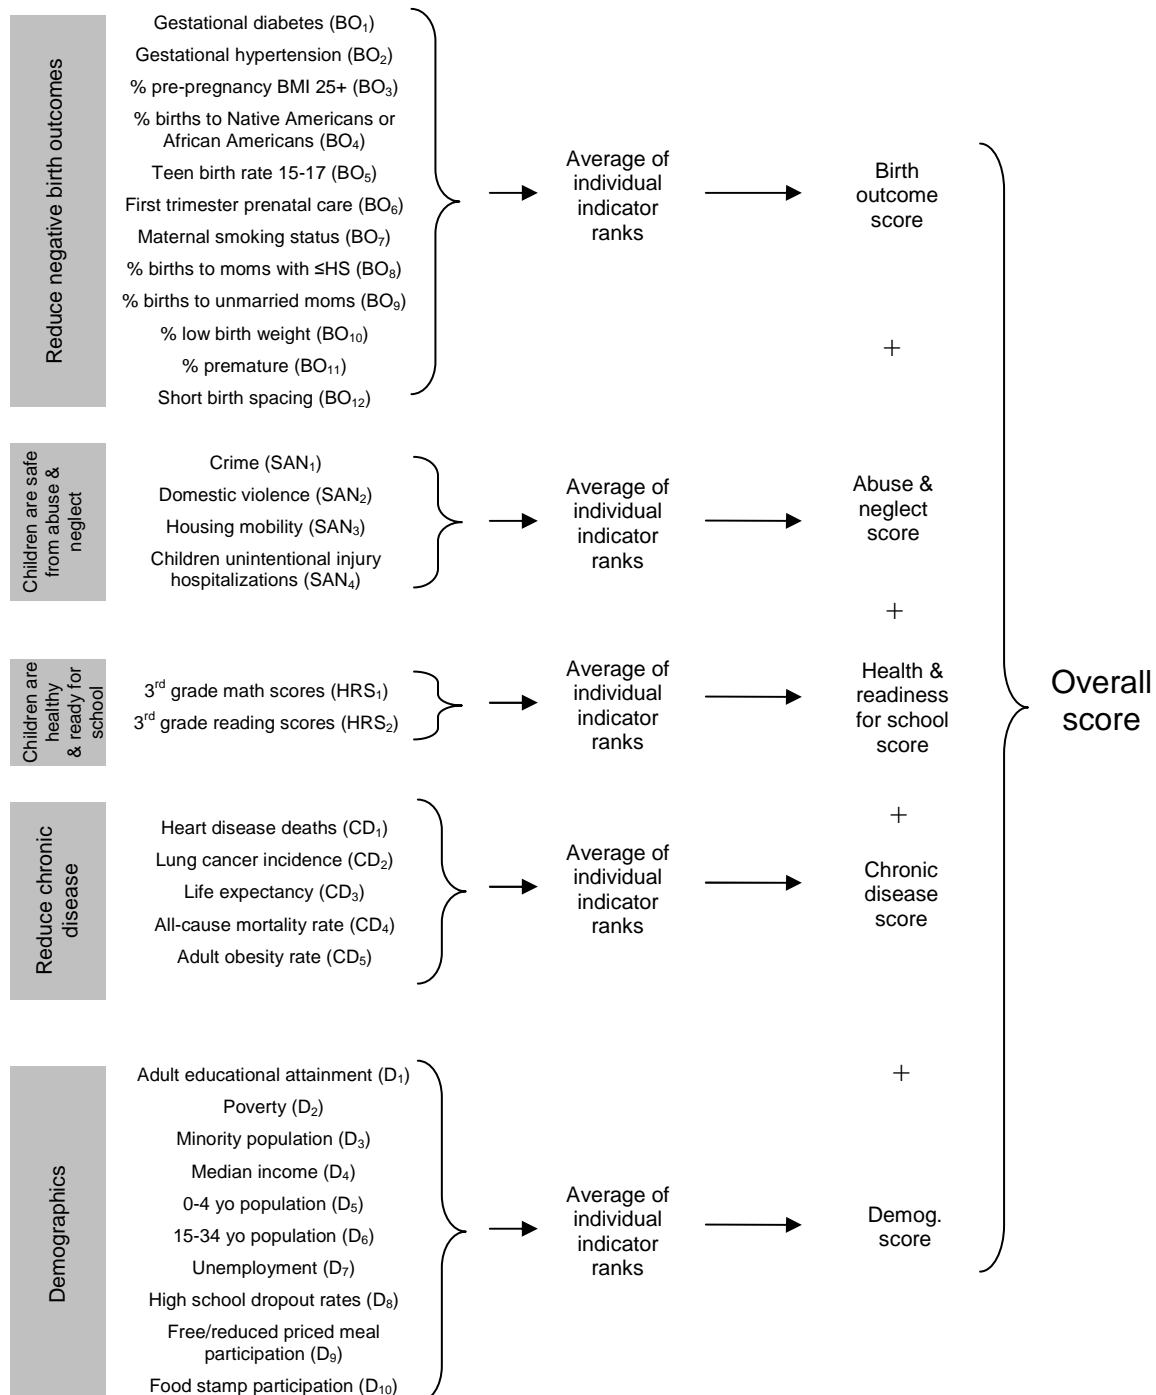 Reduce negative birth outcomes
Gestational diabetes (BO₁)
Gestational hypertension (BO₂)
% pre-pregnancy BMI 25+ (BO₃)
% births to Native Americans or
African Americans (BO₄)
Teen birth rate 15-17 (BO₅)
First trimester prenatal care (BO₆)
Maternal smoking status (BO₇)
% births to moms with ≤HS (BO₈)
% births to unmarried moms (BO₉)
% low birth weight (BO₁₀)
% premature (BO₁₁)
Short birth spacing (BO₁₂)
Average of
individual
indicator
ranks
Birth
outcome
score
+
Children are safe
from abuse &
neglect
Crime (SAN₁)
Domestic violence (SAN₂)
Housing mobility (SAN₃)
Children unintentional injury
hospitalizations (SAN₄)
Average of
individual
indicator
ranks
Abuse &
neglect
score
+
Children are
healthy
& ready for
school
3ʳᵈ grade math scores (HRS₁)
3ʳᵈ grade reading scores (HRS₂)
Average of
individual
indicator
ranks
Health &
readiness
for school
score
+
Reduce chronic
disease
Heart disease deaths (CD₁)
Lung cancer incidence (CD₂)
Life expectancy (CD₃)
All-cause mortality rate (CD₄)
Adult obesity rate (CD₅)
Average of
individual
indicator
ranks
Chronic
disease
score
+
Demographics
Adult educational attainment (D₁)
Poverty (D₂)
Minority population (D₃)
Median income (D₄)
0-4 yo population (D₅)
15-34 yo population (D₆)
Unemployment (D₇)
High school dropout rates (D₈)
Free/reduced priced meal
participation (D₉)
Food stamp participation (D₁₀)
Average of
individual
indicator
ranks
Demog.
score
Overall
score